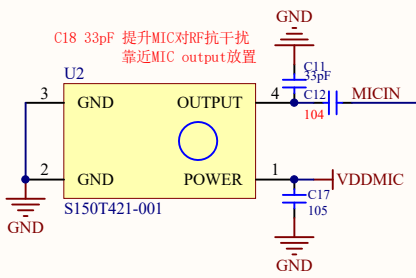 GND
C18 33pF 提升MIC对RF抗干扰
靠近MIC output放置
C11
33pF
U2
3
GND
OUTPUT
4
C12
104
MICIN
2
GND
POWER
1
VDDMIC
C17
105
S150T421-001
GND
GND